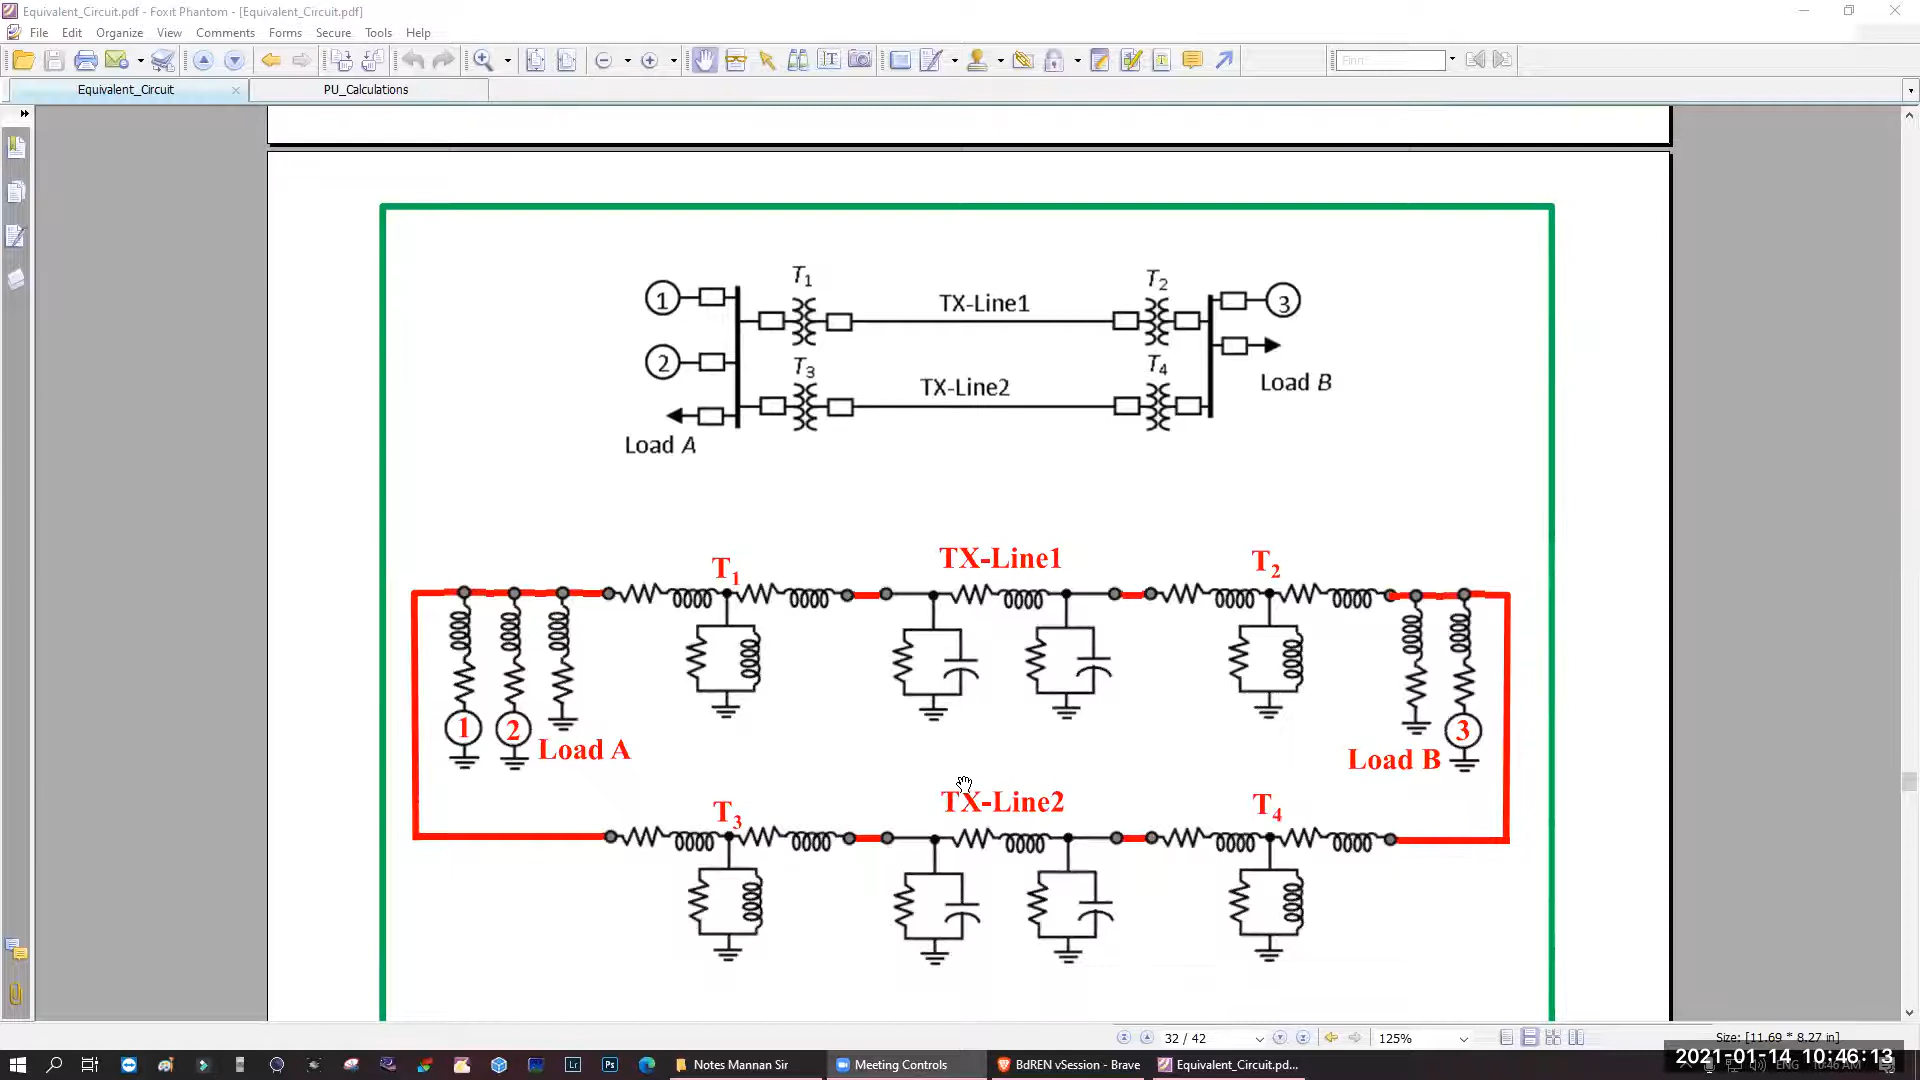 Equivalent_Circuit.pdf - Foxit Phantom - [Equivalent_Circuit.pdf]
File Edit Organize View Comments Forms Secure Tools Help
Find
Equivalent_Circuit PU_Calculations
T1 T2
1 TX-Line1 3
2 T3 T4
TX-Line2 Load B
Load A
TX-Line1
T1 T2
1 2 3
Load A Load B
TX-Line2
T3 T4
32 / 42 125% Size: [11.69 * 8.27 in]
Notes Mannan Sir Meeting Controls BdREN vSession - Brave Equivalent_Circuit.pd...
2021-01-14 10:46:13